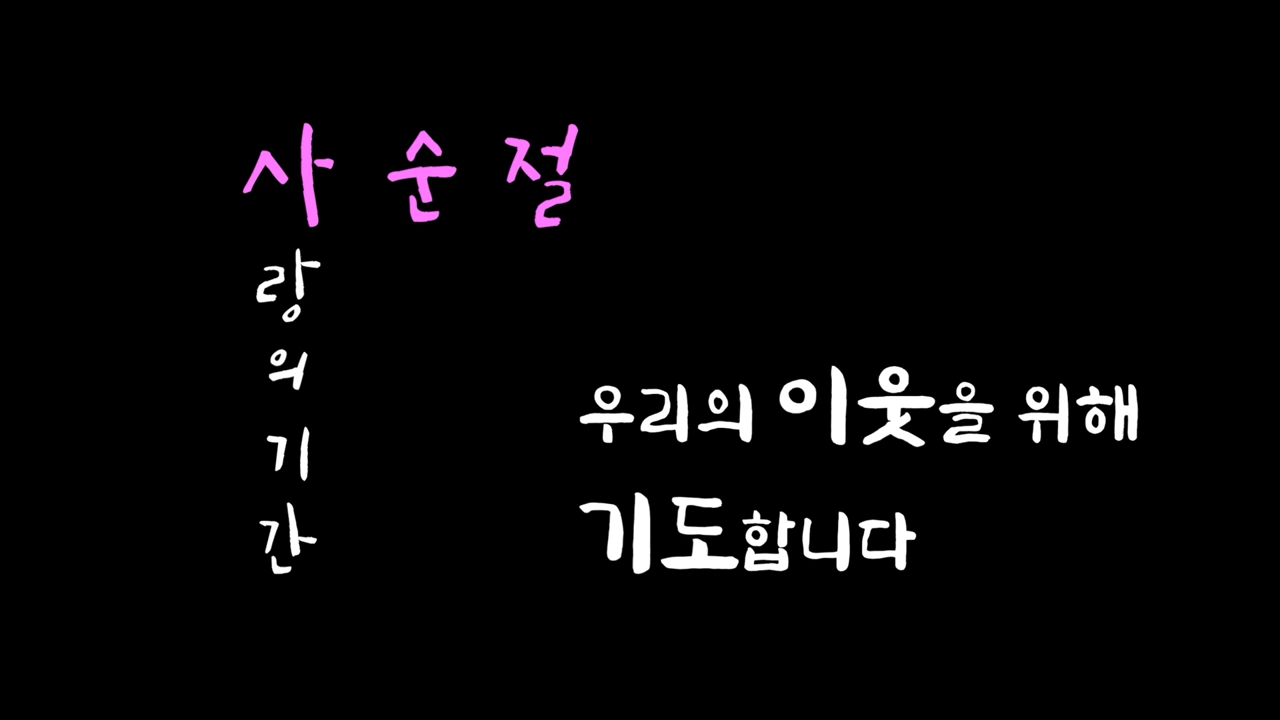 사 순 절
랑
의
기
간
우리의 이웃을 위해
기도합니다